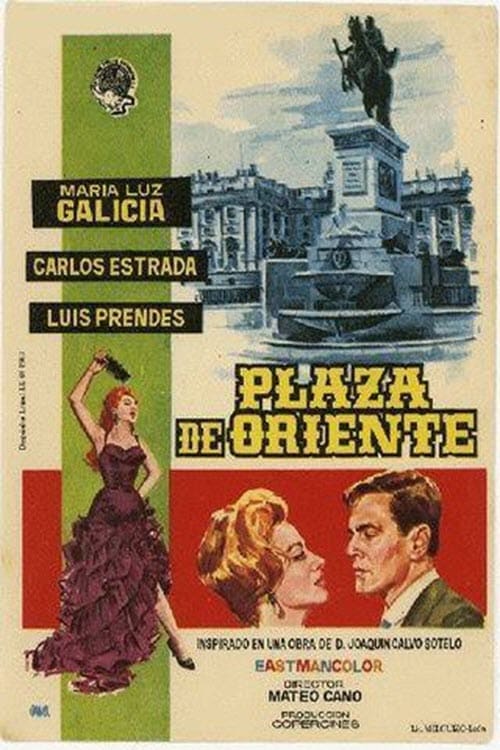 MARIA LUZ
GALICIA
CARLOS ESTRADA
LUIS PRENDES
PLAZA
DE ORIENTE
INSPIRADO EN UNA OBRA DE D. JOAQUIN CALVO SOTELO
EASTMANCOLOR
DIRECTOR
MATEO CANO
PRODUCCION
COPERCINES